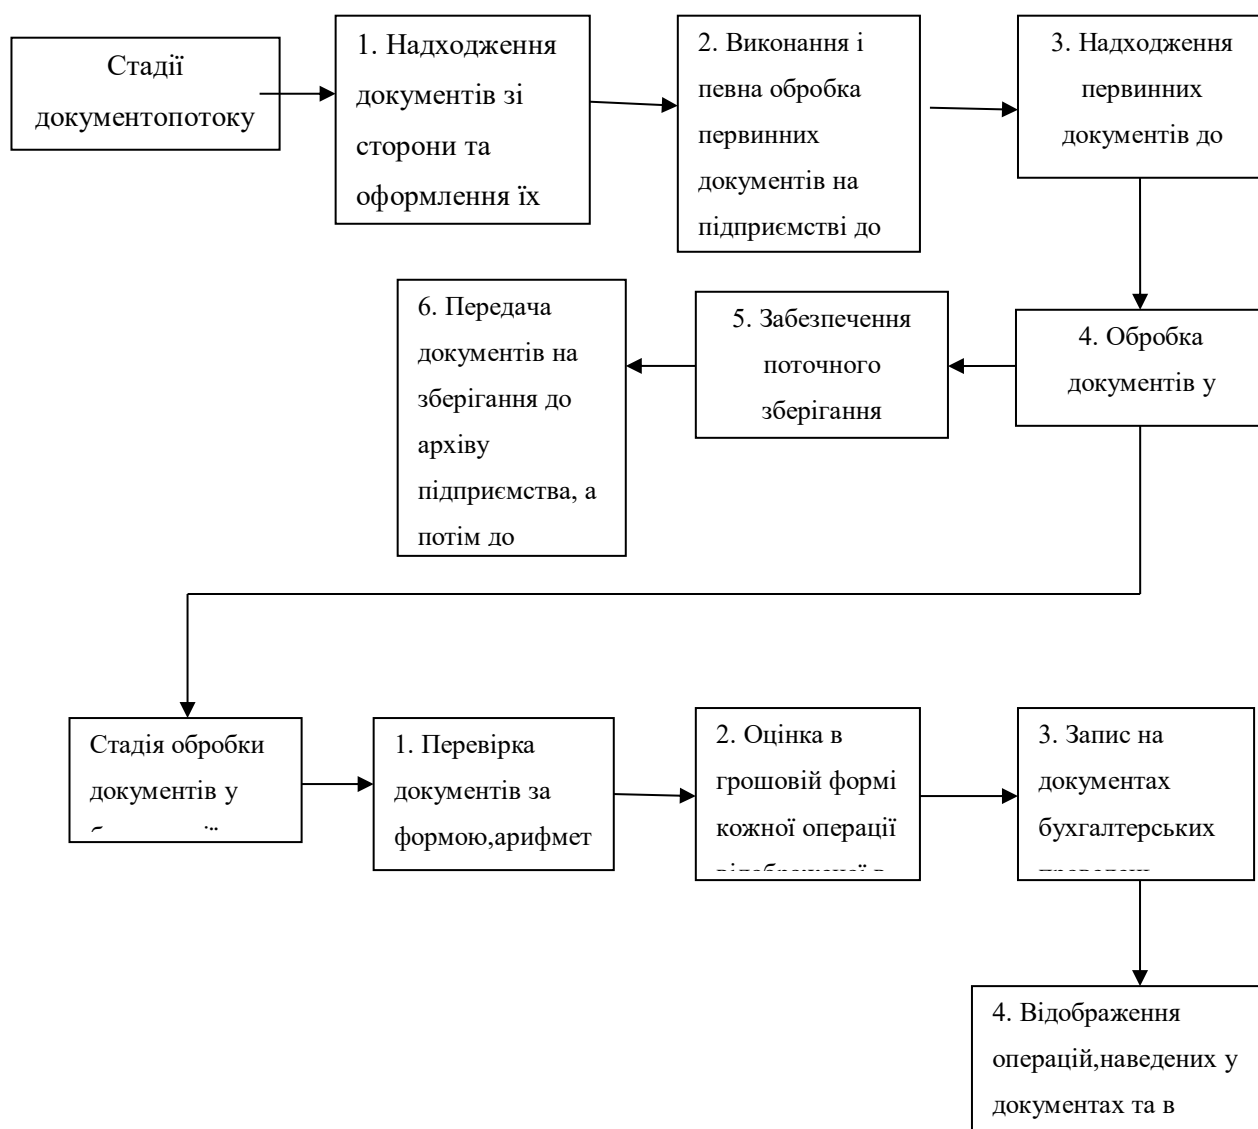 Стадії
документопотоку
1. Надходження
документів зі
сторони та
оформлення їх
2. Виконання і
певна обробка
первинних
документів на
підприємстві до
3. Надходження
первинних
документів до
6. Передача
документів на
зберігання до
архіву
підприємства, а
потім до
5. Забезпечення
поточного
зберігання
4. Обробка
документів у
Стадія обробки
документів у
1. Перевірка
документів за
формою,арифмет
2. Оцінка в
грошовій формі
кожної операції
відображеної в
3. Запис на
документах
бухгалтерських
4. Відображення
операцій,наведених у
документах та в